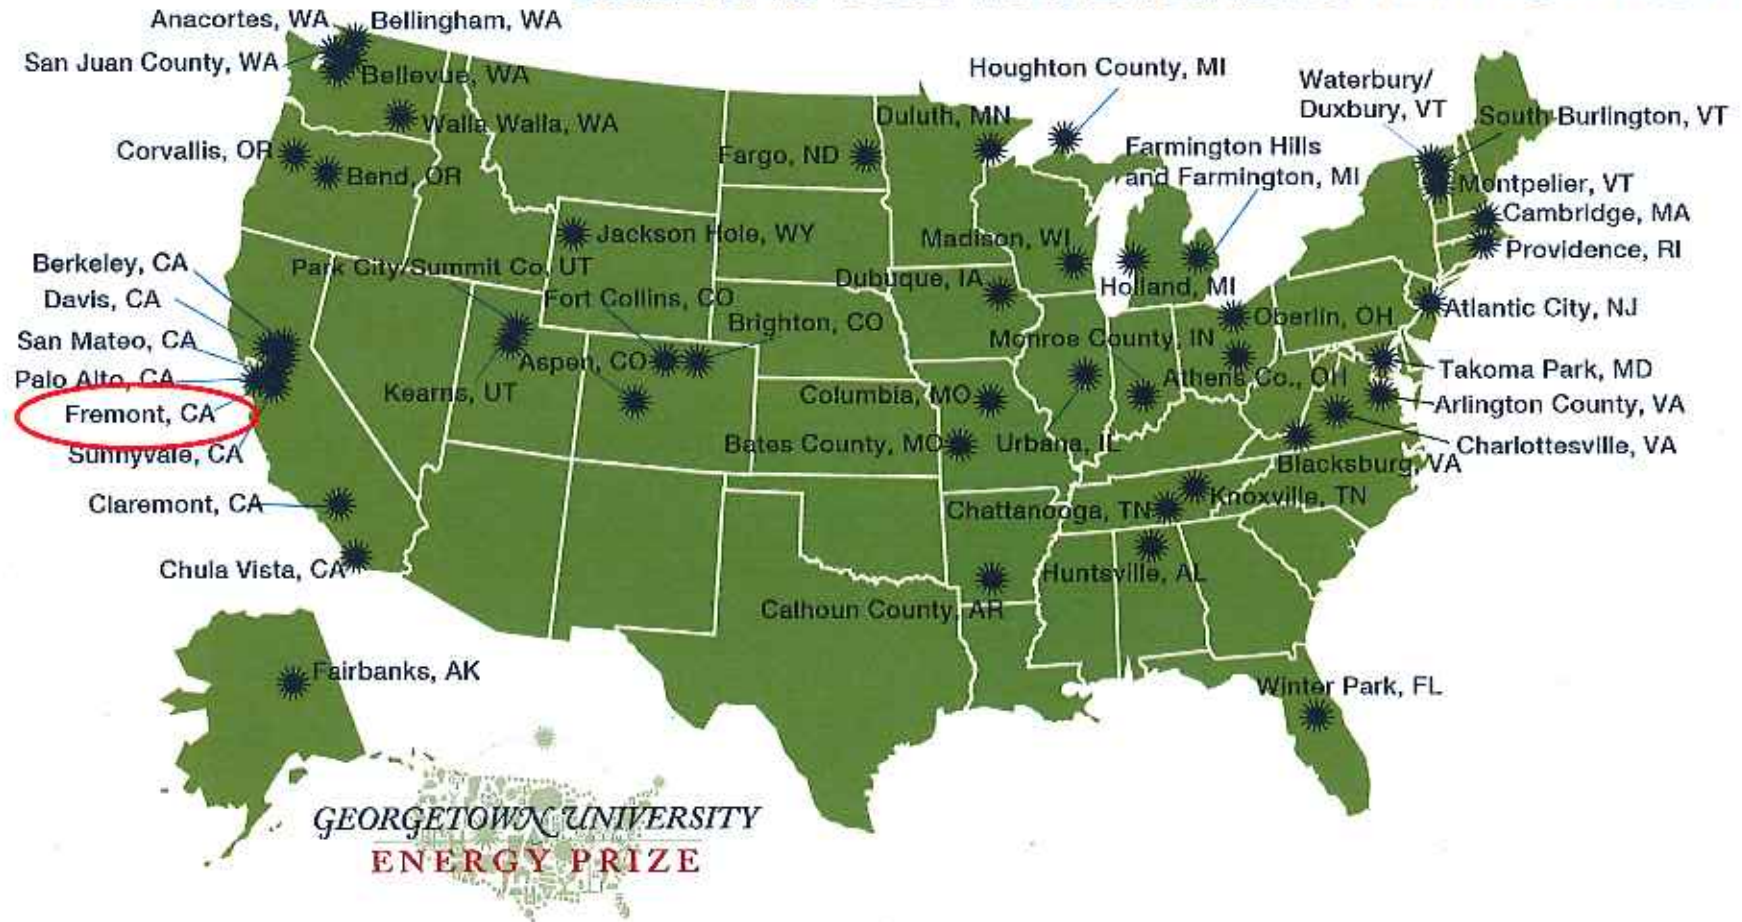 Anacortes, WA
Bellingham, WA
San Juan County, WA
Bellevue, WA
Walla Walla, WA
Corvallis, OR
Bend, OR
Fargo, ND
Duluth, MN
Houghton County, MI
Farmington Hills
and Farmington, MI
Waterbury/
Duxbury, VT
South Burlington, VT
Montpelier, VT
Cambridge, MA
Providence, RI
Jackson Hole, WY
Madison, WI
Berkeley, CA
Park City/Summit Co, UT
Dubuque, IA
Holland, MI
Davis, CA
Fort Collins, CO
Brighton, CO
Oberlin, OH
Atlantic City, NJ
San Mateo, CA
Monroe County, IN
Palo Alto, CA
Aspen, CO
Athens Co., OH
Takoma Park, MD
Fremont, CA
Kearns, UT
Columbia, MO
Arlington County, VA
Sunnyvale, CA
Bates County, MO
Urbana, IL
Charlottesville, VA
Blacksburg, VA
Claremont, CA
Chattanooga, TN
Knoxville, TN
Chula Vista, CA
Huntsville, AL
Calhoun County, AR
Fairbanks, AK
Winter Park, FL
GEORGETOWN UNIVERSITY
ENERGY PRIZE